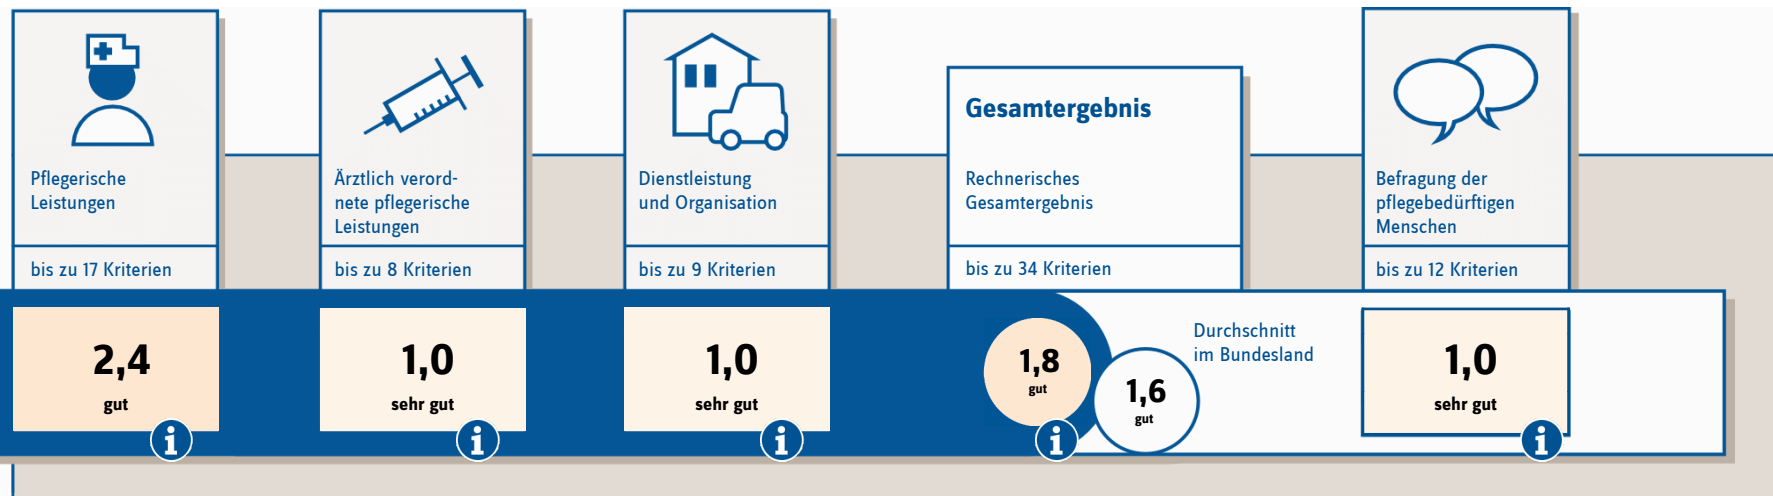 Pflegerische
Leistungen
bis zu 17 Kriterien
2,4
gut
i
Ärztlich verord-
nete pflegerische
Leistungen
bis zu 8 Kriterien
1,0
sehr gut
i
Dienstleistung
und Organisation
bis zu 9 Kriterien
1,0
sehr gut
i
Gesamtergebnis
Rechnerisches
Gesamtergebnis
bis zu 34 Kriterien
1,8
gut
i
1,6
gut
Durchschnitt
im Bundesland
Befragung der
pflegebedürftigen
Menschen
bis zu 12 Kriterien
1,0
sehr gut
i